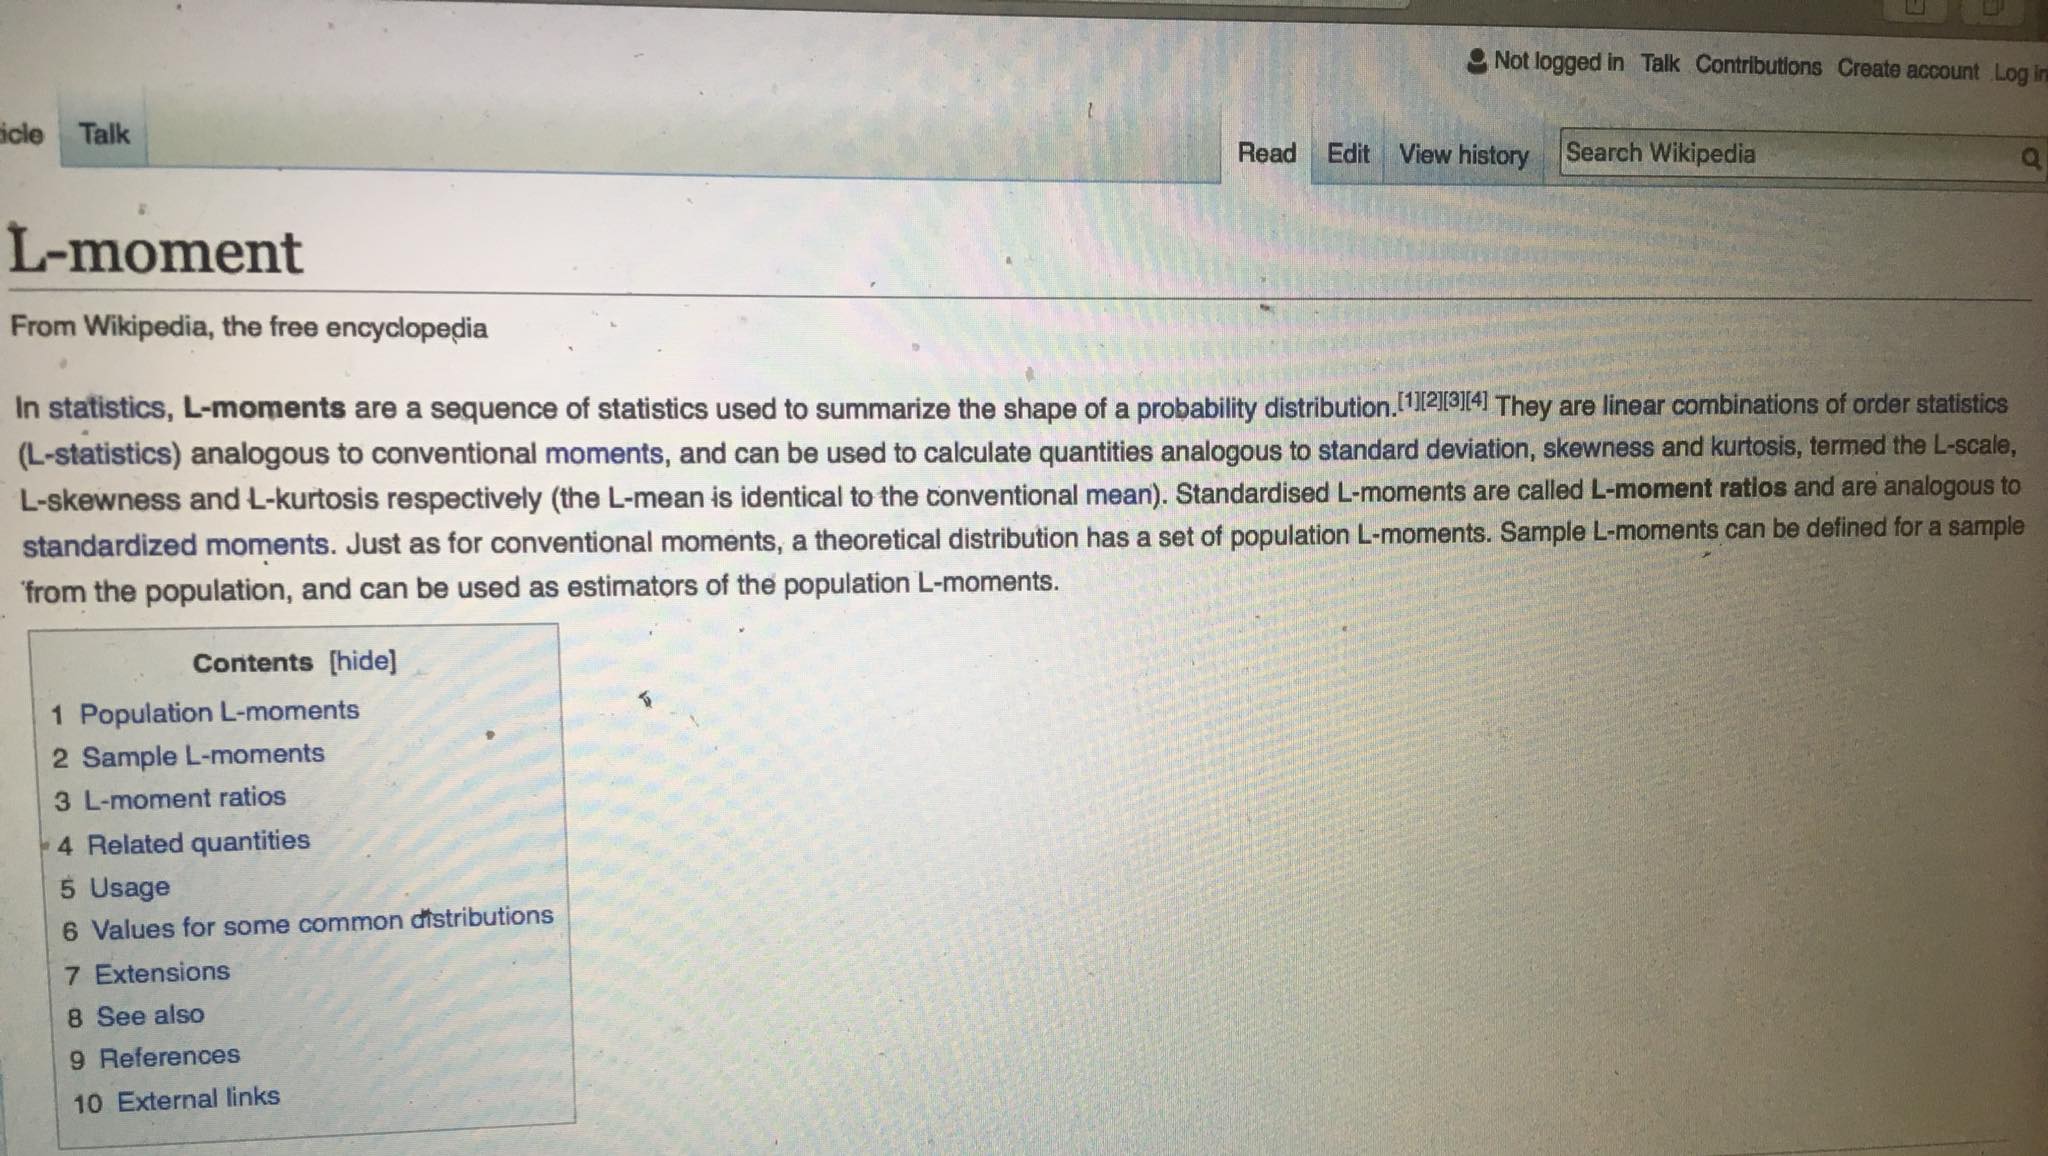 Not logged in Talk Contributions Create account Log in
icle Talk Read Edit View history Search Wikipedia
L-moment
From Wikipedia, the free encyclopedia
In statistics, L-moments are a sequence of statistics used to summarize the shape of a probability distribution.[1][2][3][4] They are linear combinations of order statistics
(L-statistics) analogous to conventional moments, and can be used to calculate quantities analogous to standard deviation, skewness and kurtosis, termed the L-scale,
L-skewness and L-kurtosis respectively (the L-mean is identical to the conventional mean). Standardised L-moments are called L-moment ratios and are analogous to
standardized moments. Just as for conventional moments, a theoretical distribution has a set of population L-moments. Sample L-moments can be defined for a sample
from the population, and can be used as estimators of the population L-moments.
Contents [hide]
1 Population L-moments
2 Sample L-moments
3 L-moment ratios
4 Related quantities
5 Usage
6 Values for some common distributions
7 Extensions
8 See also
9 References
10 External links